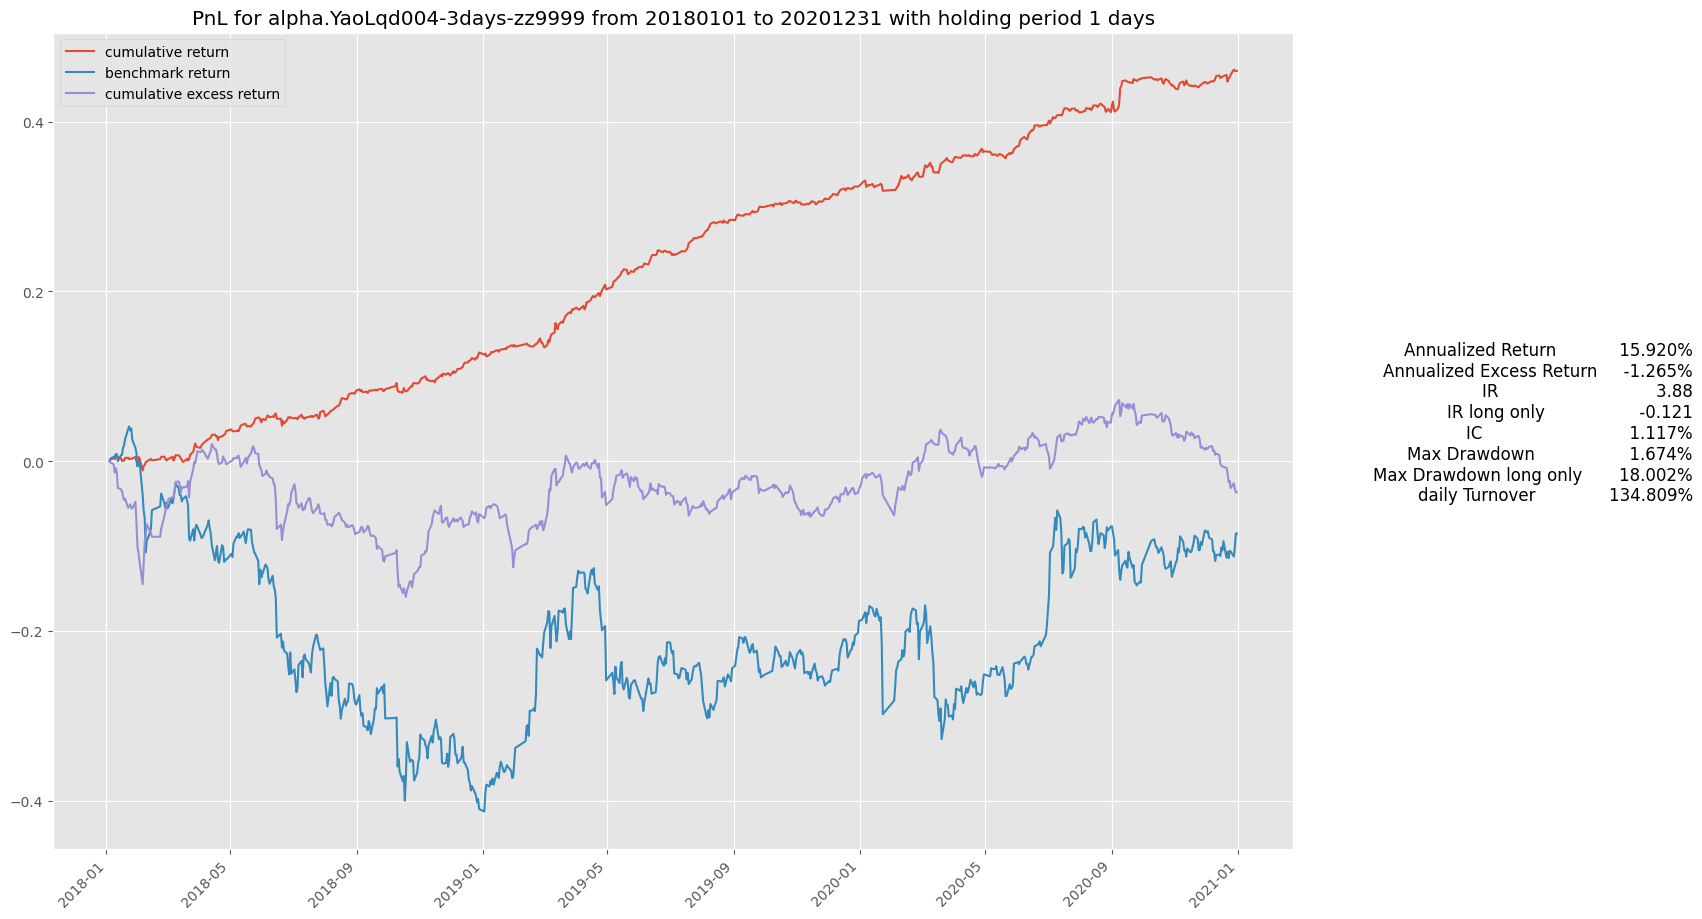 PnL for alpha.YaoLqd004-3days-zz9999 from 20180101 to 20201231 with holding period 1 days
cumulative return
benchmark return
cumulative excess return
0.4
0.2
0.0
−0.2
−0.4
2018-01
2018-05
2018-09
2019-01
2019-05
2019-09
2020-01
2020-05
2020-09
2021-01
Annualized Return 15.920%
Annualized Excess Return -1.265%
IR 3.88
IR long only -0.121
IC 1.117%
Max Drawdown 1.674%
Max Drawdown long only 18.002%
daily Turnover 134.809%